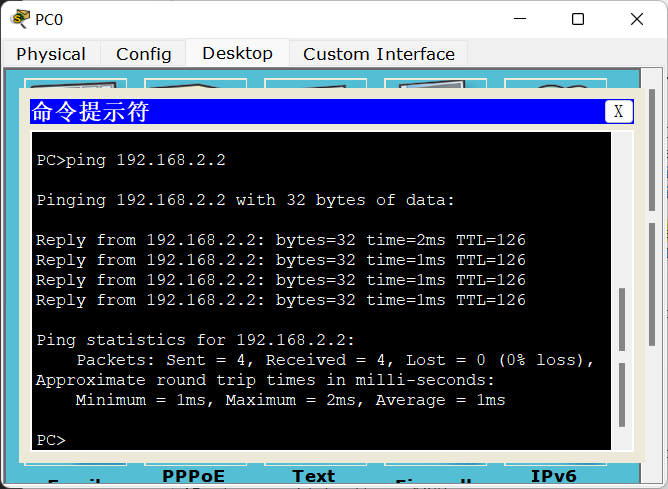 PC0
Physical Config Desktop Custom Interface
命令提示符
X
PC>ping 192.168.2.2
Pinging 192.168.2.2 with 32 bytes of data:
Reply from 192.168.2.2: bytes=32 time=2ms TTL=126
Reply from 192.168.2.2: bytes=32 time=1ms TTL=126
Reply from 192.168.2.2: bytes=32 time=1ms TTL=126
Reply from 192.168.2.2: bytes=32 time=1ms TTL=126
Ping statistics for 192.168.2.2:
Packets: Sent = 4, Received = 4, Lost = 0 (0% loss),
Approximate round trip times in milli-seconds:
Minimum = 1ms, Maximum = 2ms, Average = 1ms
PC>
PPPoE Text IPv6